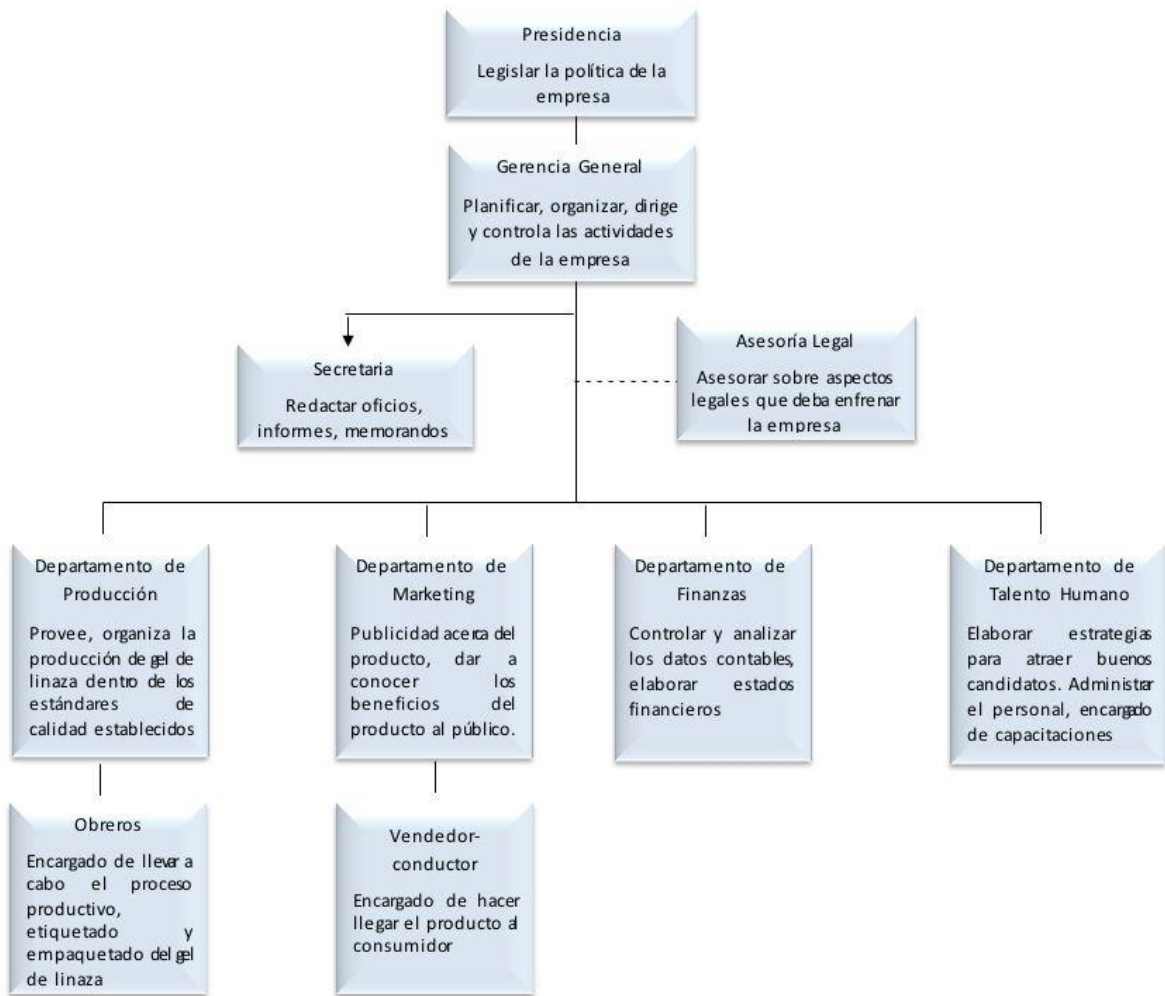 Presidencia
Legislar la política de la
empresa
Gerencia General
Planificar, organizar, dirige
y controla las actividades
de la empresa
Secretaria
Redactar oficios,
informes, memorandos
Asesoría Legal
Asesorar sobre aspectos
legales que deba enfrenar
la empresa
Departamento de
Producción
Provee, organiza la
producción de gel de
linaza dentro de los
estándares de
calidad establecidos
Departamento de
Marketing
Publicidad acerca del
producto, dar a
conocer los
beneficios del
producto al público.
Departamento de
Finanzas
Controlar y analizar
los datos contables,
elaborar estados
financieros
Departamento de
Talento Humano
Elaborar estrategias
para atraer buenos
candidatos. Administrar
el personal, encargado
de capacitaciones
Obreros
Encargado de llevar a
cabo el proceso
productivo,
etiquetado y
empaquetado del gel
de linaza
Vendedor-
conductor
Encargado de hacer
llegar el producto al
consumidor